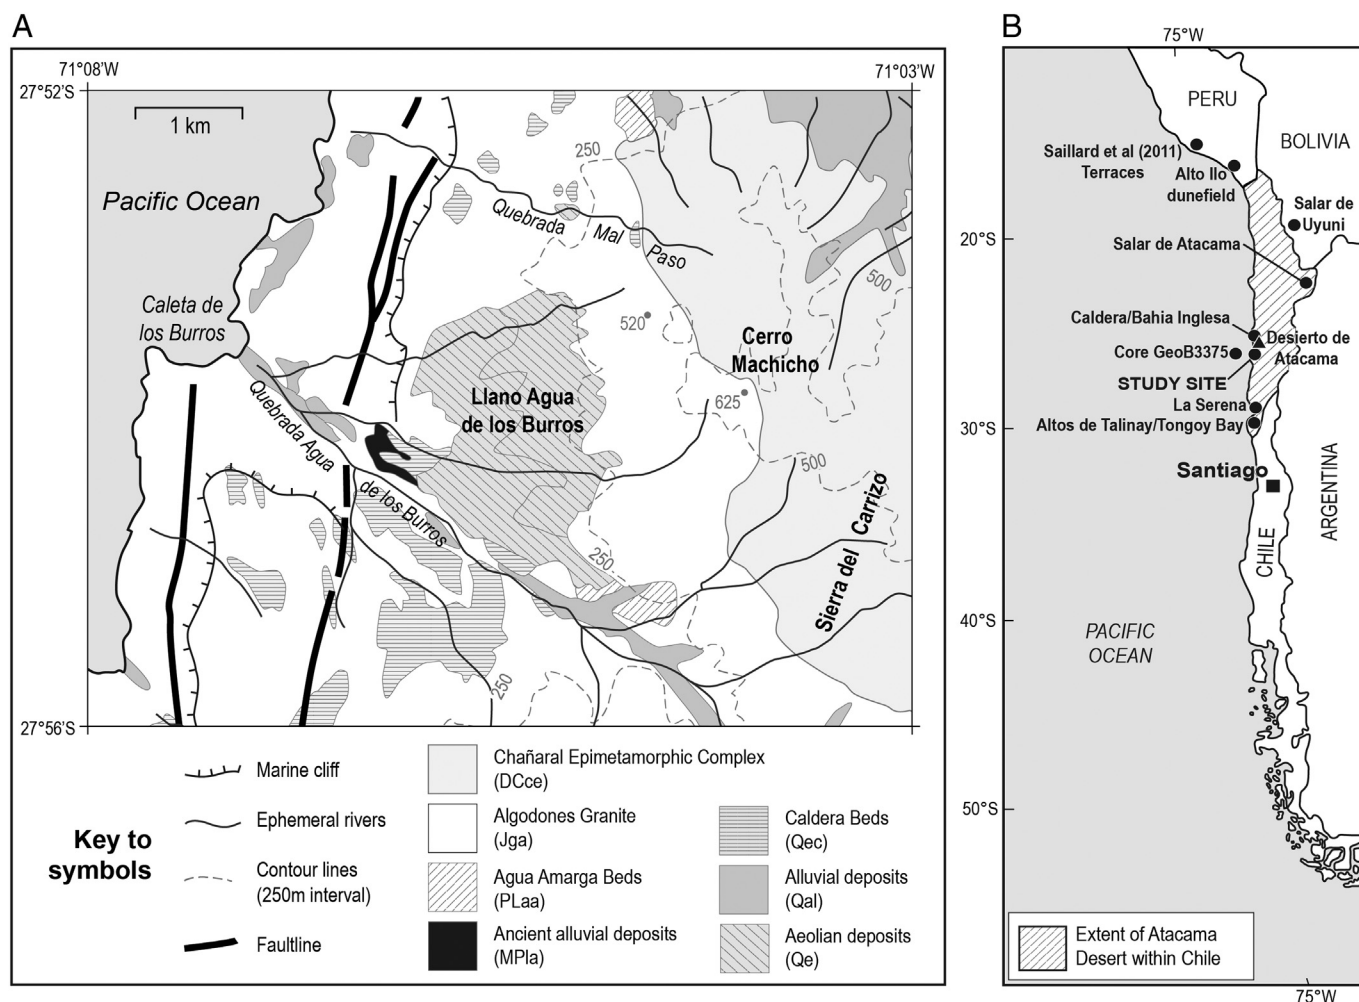 A
71°08'W
71°03'W
27°52'S
1 km
250
Pacific Ocean
Quebrada Mal Paso
500
Caleta de
los Burros
520
Cerro
Machicho
Llano Agua
de los Burros
625
Quebrada Agua
de los Burros
500
Sierra del Carrizo
250
250
27°56'S
Key to
symbols
Marine cliff
Ephemeral rivers
Contour lines
(250m interval)
Faultline
Chañaral Epimetamorphic Complex
(DCce)
Algodones Granite
(Jga)
Agua Amarga Beds
(PLaa)
Ancient alluvial deposits
(MPla)
Caldera Beds
(Qec)
Alluvial deposits
(Qal)
Aeolian deposits
(Qe)
B
75°W
PERU
BOLIVIA
Saillard et al (2011)
Terraces
Alto Ilo
dunefield
Salar de
Uyuni
20°S
Salar de Atacama
Caldera/Bahia Inglesa
Desierto de
Atacama
Core GeoB3375
STUDY SITE
La Serena
30°S
Altos de Talinay/Tongoy Bay
Santiago
ARGENTINA
CHILE
40°S
PACIFIC
OCEAN
50°S
Extent of Atacama
Desert within Chile
75°W